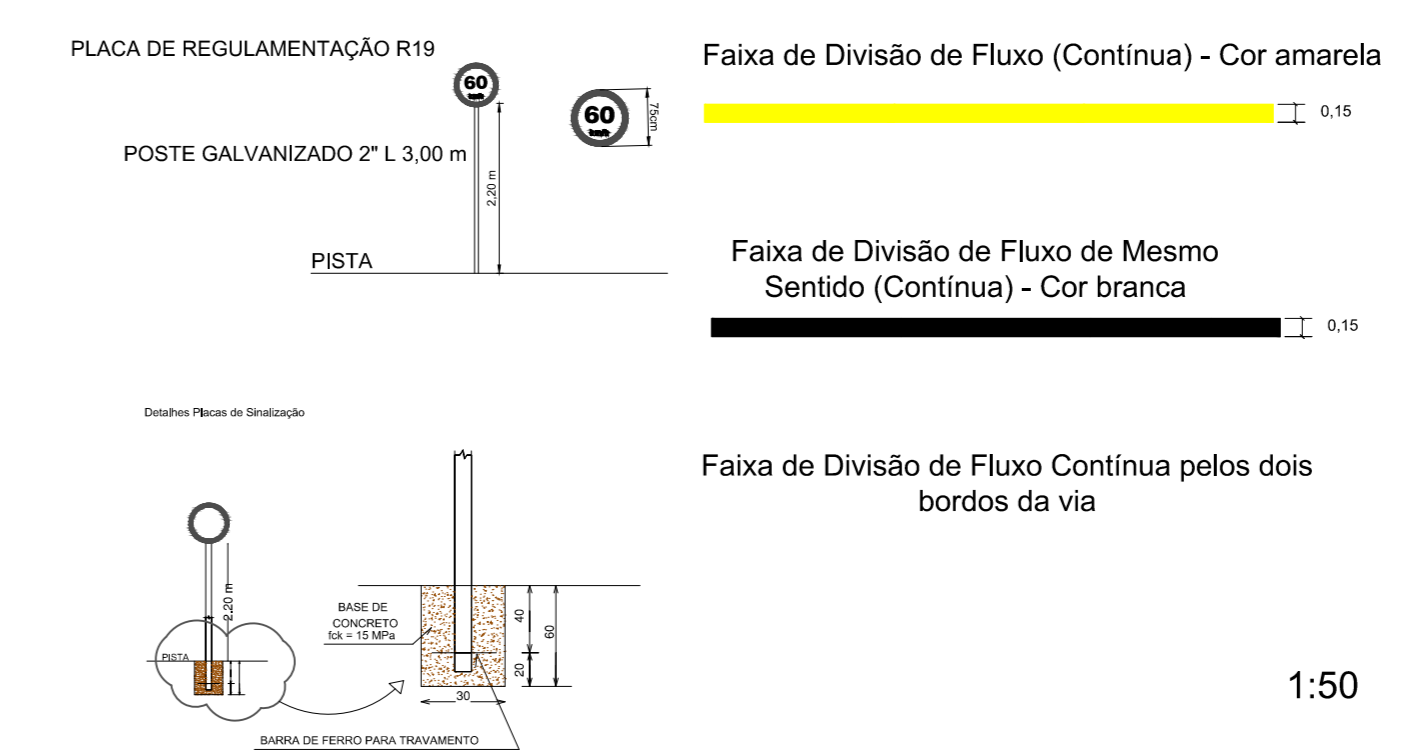 PLACA DE REGULAMENTAÇÃO R19
60
km/h
60
km/h
75cm
POSTE GALVANIZADO 2" L 3,00 m
2,20 m
PISTA
Faixa de Divisão de Fluxo (Contínua) - Cor amarela
0,15
Faixa de Divisão de Fluxo de Mesmo
Sentido (Contínua) - Cor branca
0,15
Detalhes Placas de Sinalização
2.20 m
PISTA
BASE DE
CONCRETO
fck = 15 MPa
40
60
20
30
BARRA DE FERRO PARA TRAVAMENTO
Faixa de Divisão de Fluxo Contínua pelos dois
bordos da via
1:50